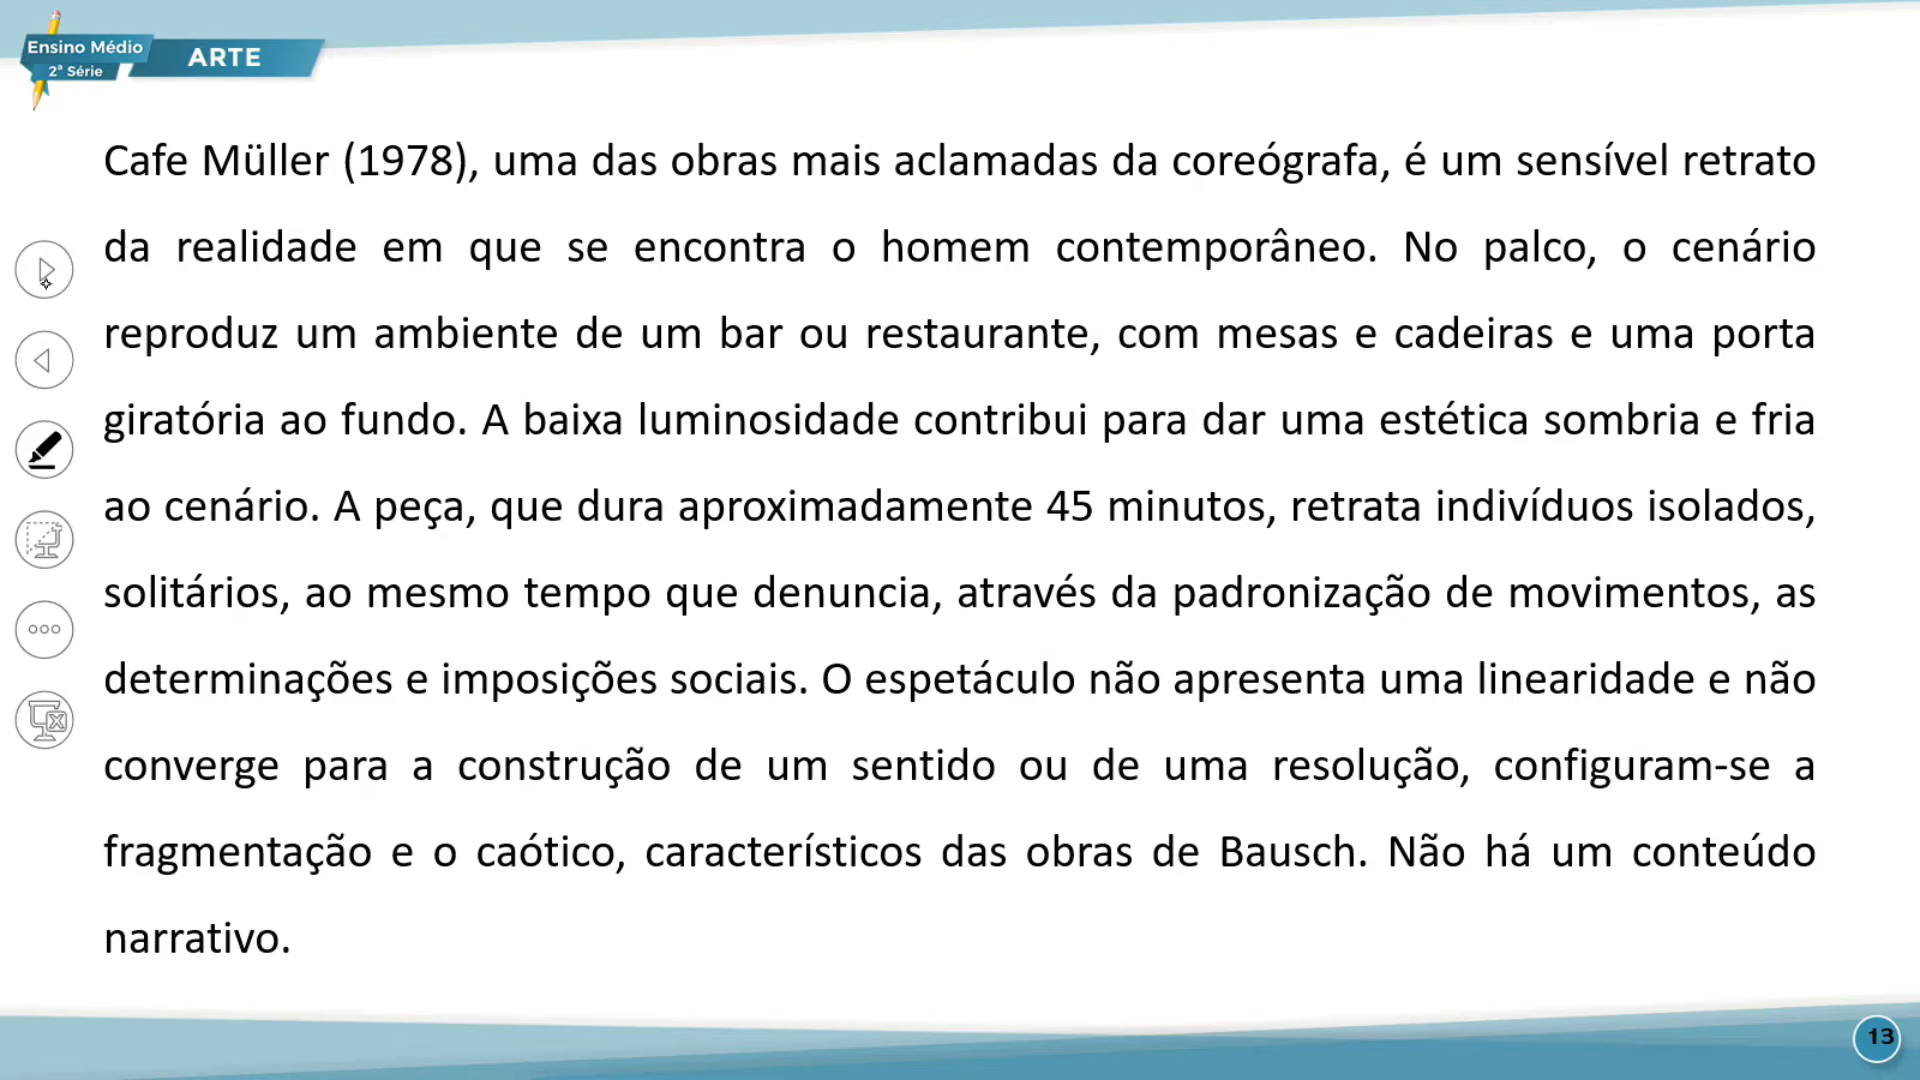 Ensino Médio
2ª Série
ARTE
Cafe Müller (1978), uma das obras mais aclamadas da coreógrafa, é um sensível retrato
da realidade em que se encontra o homem contemporâneo. No palco, o cenário
reproduz um ambiente de um bar ou restaurante, com mesas e cadeiras e uma porta
giratória ao fundo. A baixa luminosidade contribui para dar uma estética sombria e fria
ao cenário. A peça, que dura aproximadamente 45 minutos, retrata indivíduos isolados,
solitários, ao mesmo tempo que denuncia, através da padronização de movimentos, as
determinações e imposições sociais. O espetáculo não apresenta uma linearidade e não
converge para a construção de um sentido ou de uma resolução, configuram-se a
fragmentação e o caótico, característicos das obras de Bausch. Não há um conteúdo
narrativo.
13